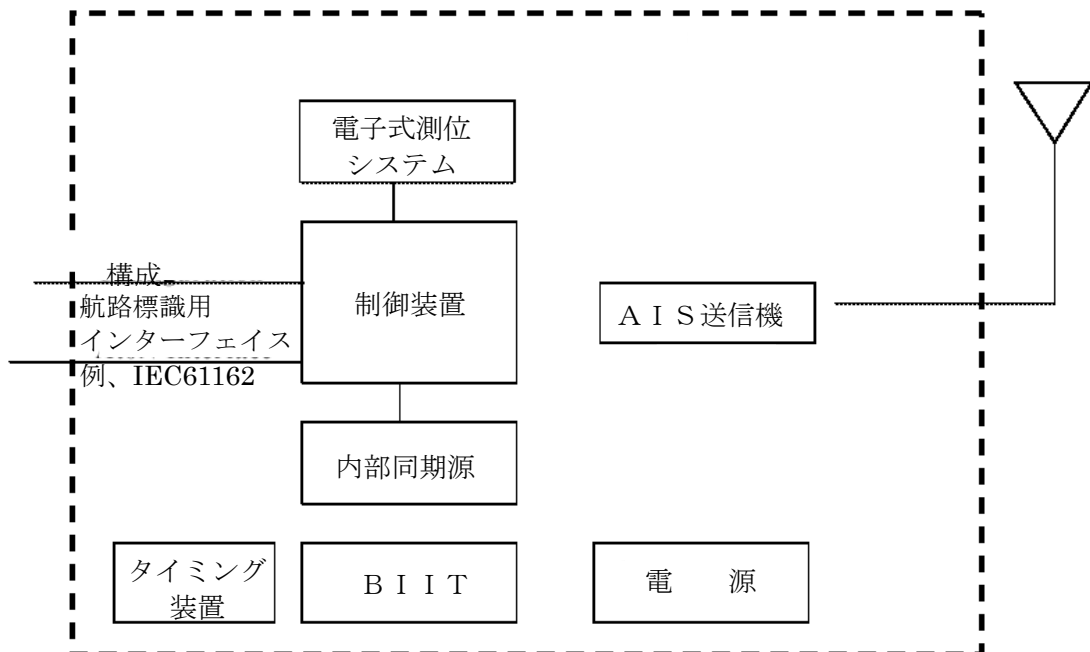 電子式測位
システム
構成
航路標識用
インターフェイス
例、IEC61162
制御装置
ＡＩＳ送信機
内部同期源
タイミング
装置
ＢＩＩＴ
電　　源